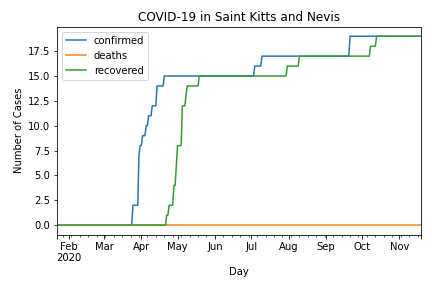 COVID-19 in Saint Kitts and Nevis
confirmed
deaths
recovered
17.5
15.0
12.5
10.0
7.5
5.0
2.5
0.0
Number of Cases
Feb Mar Apr May Jun Jul Aug Sep Oct Nov
2020
Day